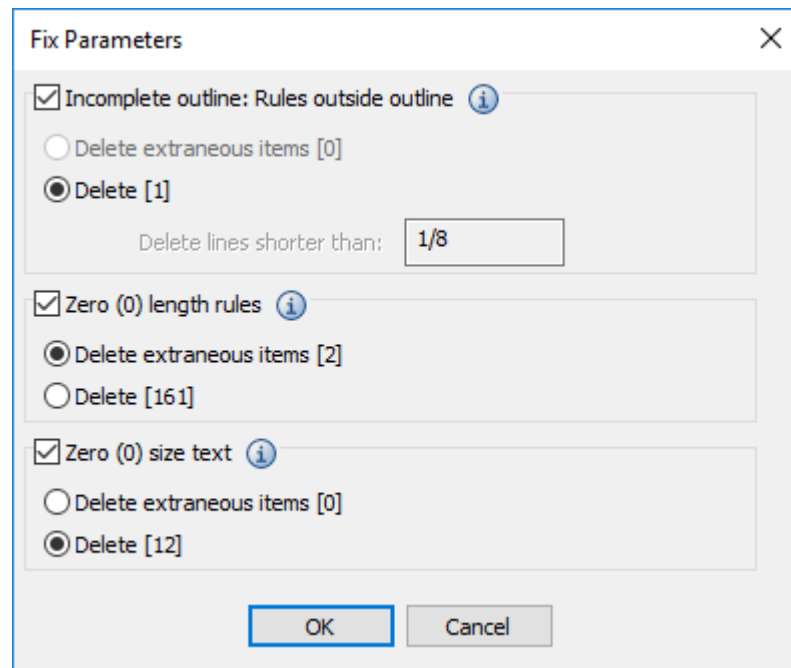 Fix Parameters
Incomplete outline: Rules outside outline
Delete extraneous items [0]
Delete [1]
Delete lines shorter than: 1/8
Zero (0) length rules
Delete extraneous items [2]
Delete [161]
Zero (0) size text
Delete extraneous items [0]
Delete [12]
OK Cancel